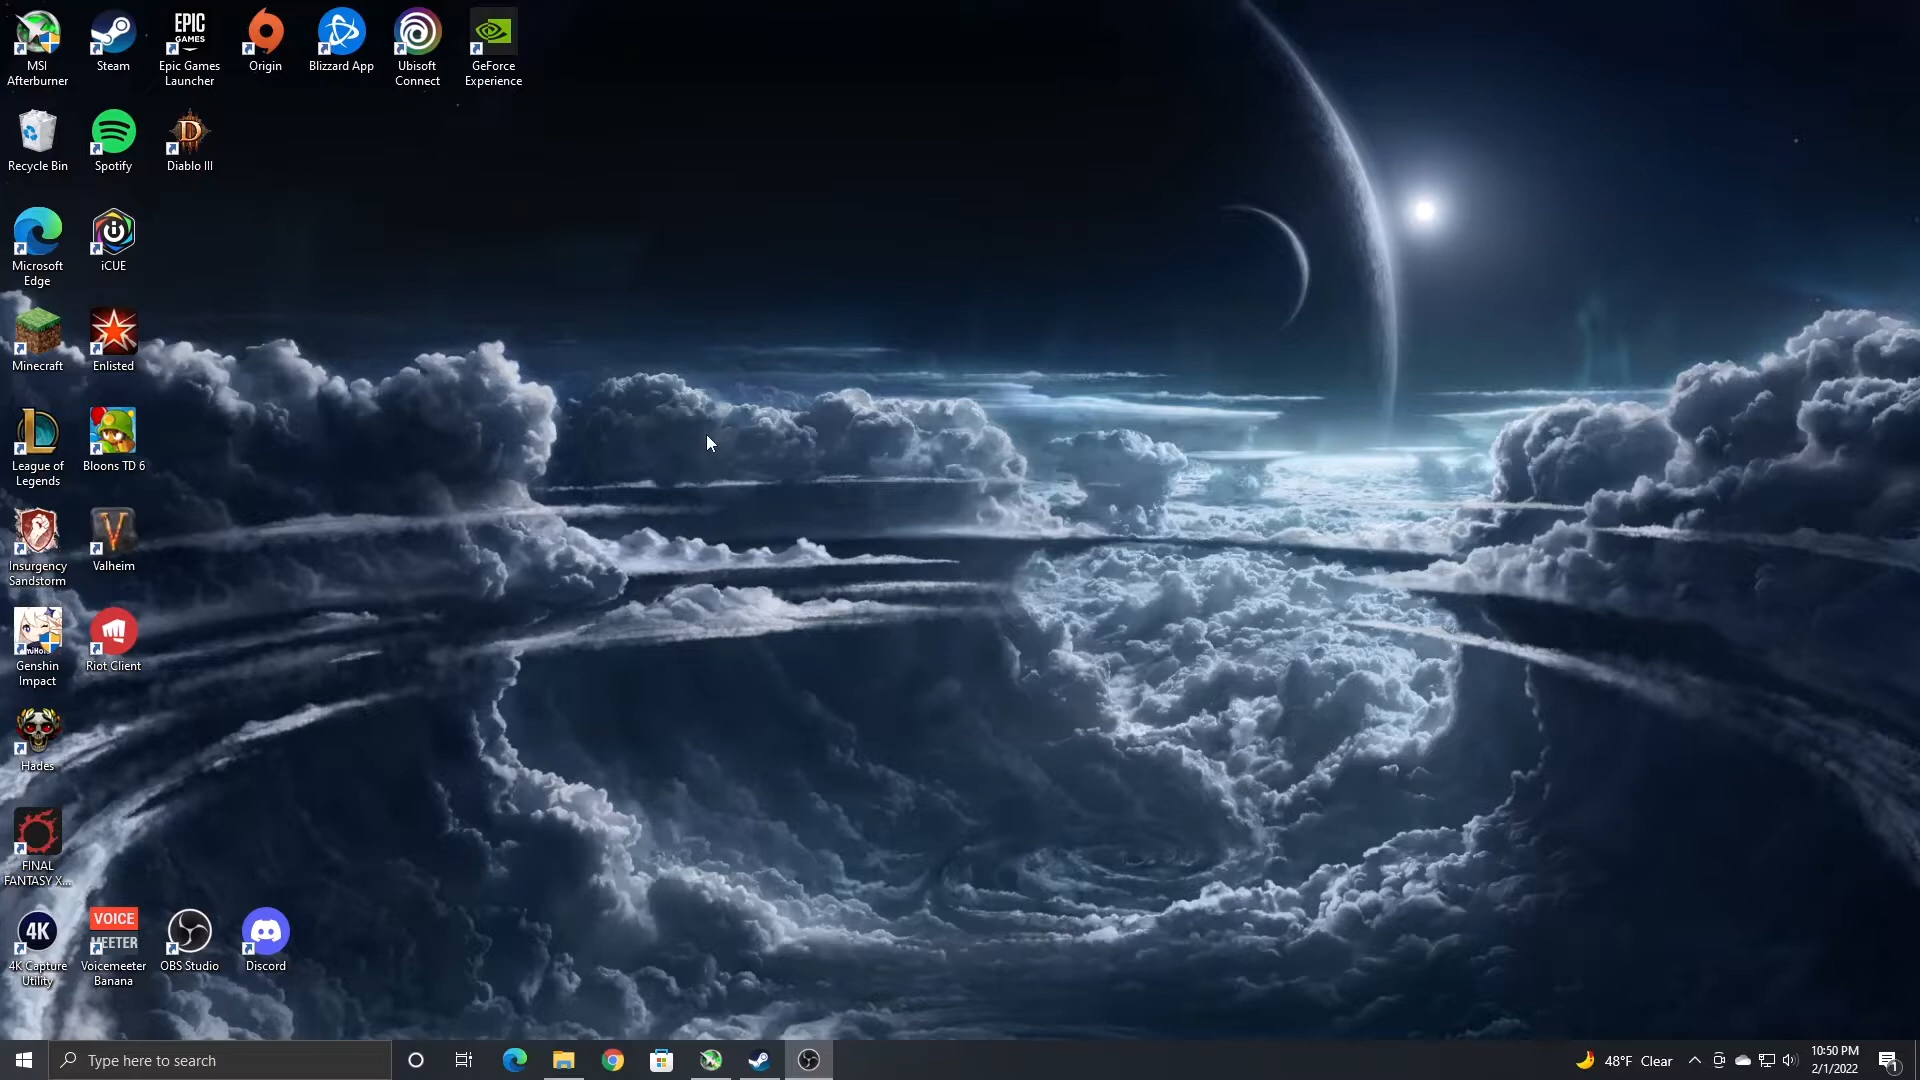 MSI
Afterburner
Steam
EPIC
GAMES
Epic Games
Launcher
Origin
Blizzard App
Ubisoft
Connect
GeForce
Experience
Recycle Bin
Spotify
D
Diablo III
Microsoft
Edge
iCUE
Minecraft
Enlisted
L
League of
Legends
Bloons TD 6
Insurgency
Sandstorm
V
Valheim
Genshin
Impact
Riot Client
Hades
FINAL
FANTASY X...
4K
4K Capture
Utility
VOICE
MEETER
Voicemeeter
Banana
OBS Studio
Discord
Type here to search
48°F Clear
10:50 PM
2/1/2022
1